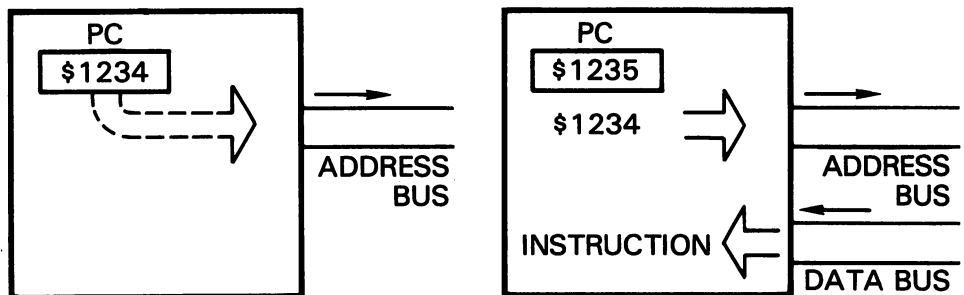 PC
$1234
ADDRESS
BUS
PC
$1235
$1234
ADDRESS
BUS
INSTRUCTION
DATA BUS